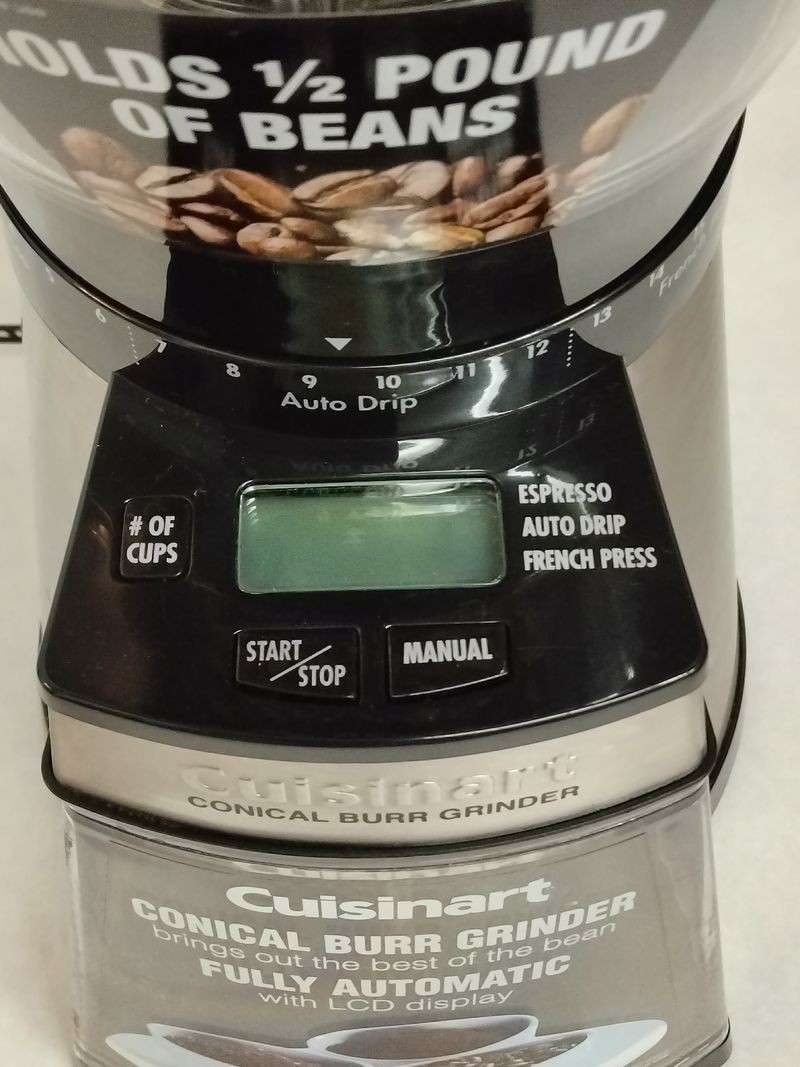 HOLDS ½ POUND
OF BEANS
6 7 8 9 10 11 12 13 14
Auto Drip
French
# OF
CUPS
ESPRESSO
AUTO DRIP
FRENCH PRESS
START/STOP
MANUAL
Cuisinart
CONICAL BURR GRINDER
Cuisinart
CONICAL BURR GRINDER
brings out the best of the bean
FULLY AUTOMATIC
with LCD display